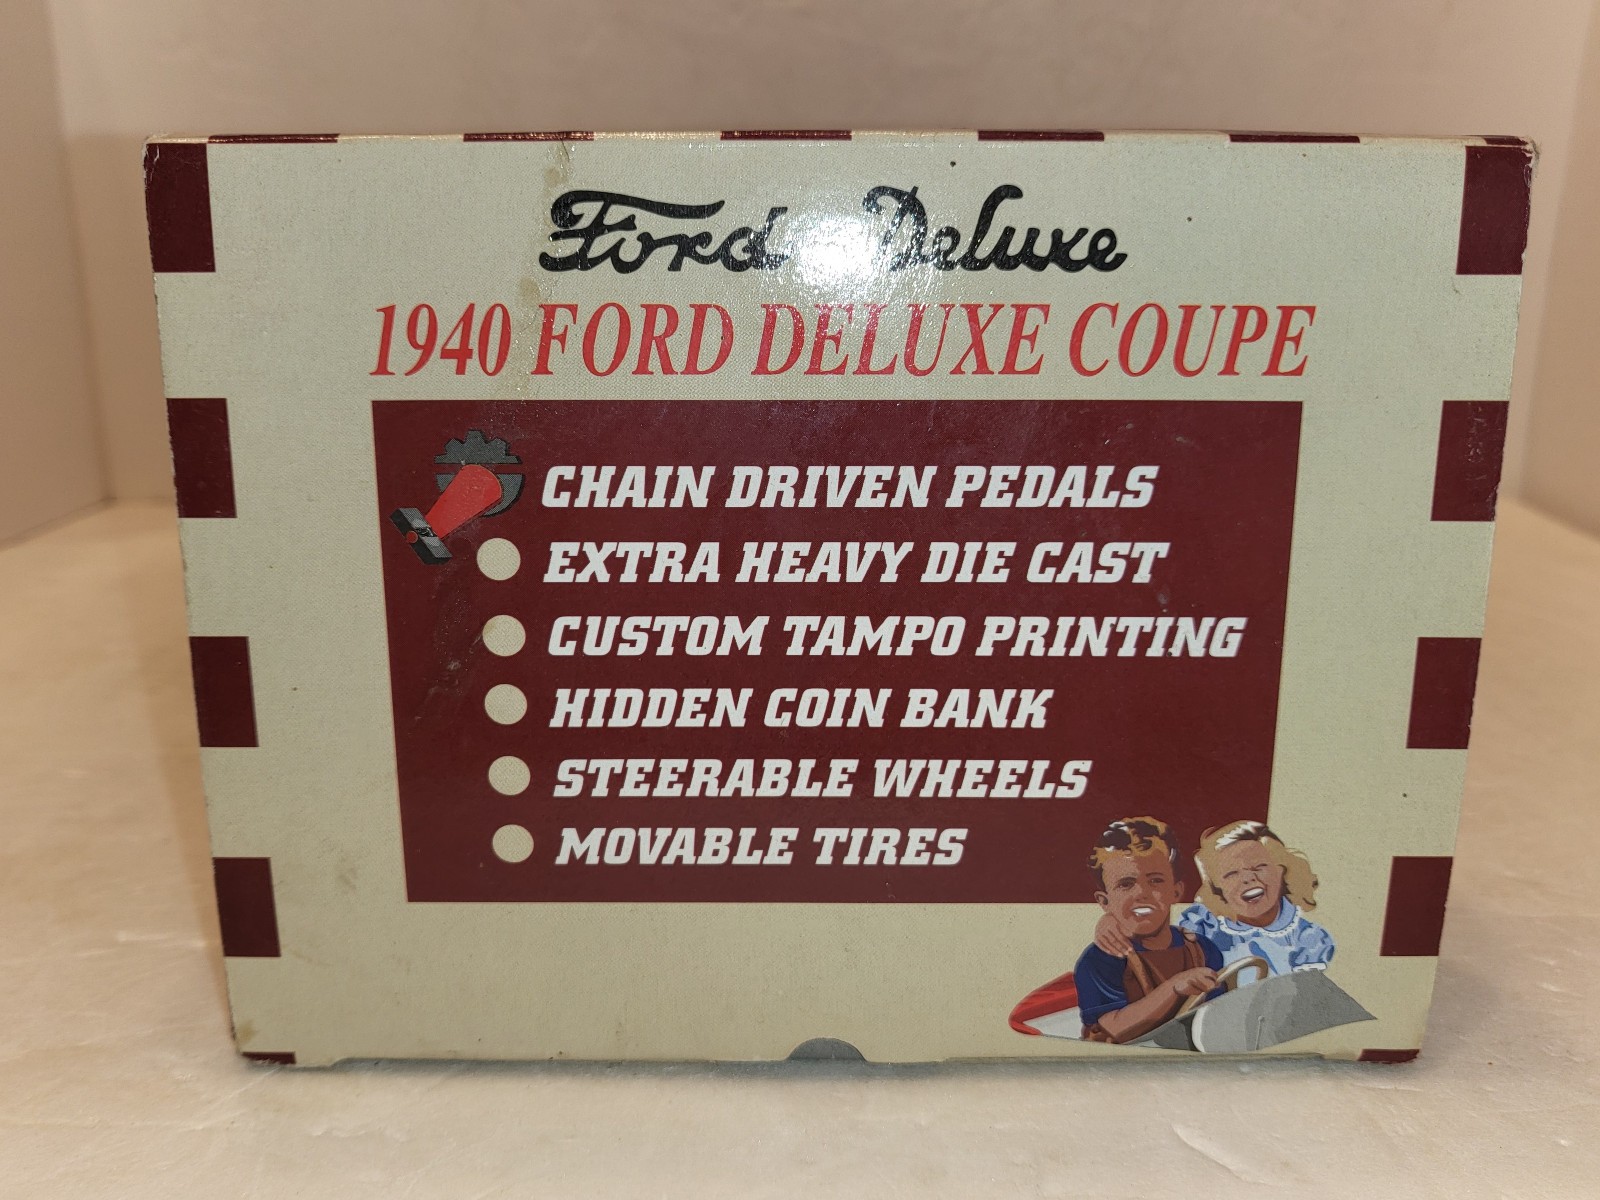 Ford Deluxe
1940 FORD DELUXE COUPE
CHAIN DRIVEN PEDALS
EXTRA HEAVY DIE CAST
CUSTOM TAMPO PRINTING
HIDDEN COIN BANK
STEERABLE WHEELS
MOVABLE TIRES